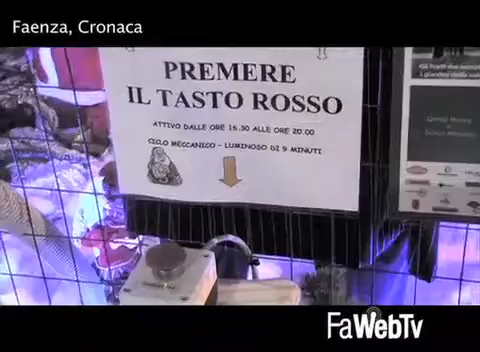 Faenza, Cronaca
PREMERE
IL TASTO ROSSO
ATTIVO DALLE ORE 16.30 ALLE ORE 20.00
CICLO MECCANICO - LUMINOSO DI 9 MINUTI
FaWebTv